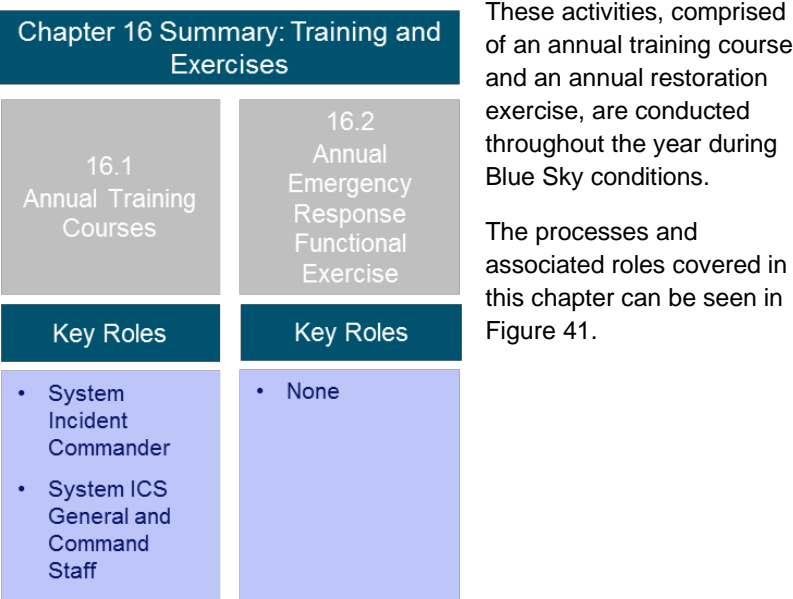 Chapter 16 Summary: Training and
Exercises
16.1
Annual Training
Courses
16.2
Annual
Emergency
Response
Functional
Exercise
Key Roles
Key Roles
• System
Incident
Commander
• System ICS
General and
Command
Staff
• None
These activities, comprised
of an annual training course
and an annual restoration
exercise, are conducted
throughout the year during
Blue Sky conditions.
The processes and
associated roles covered in
this chapter can be seen in
Figure 41.